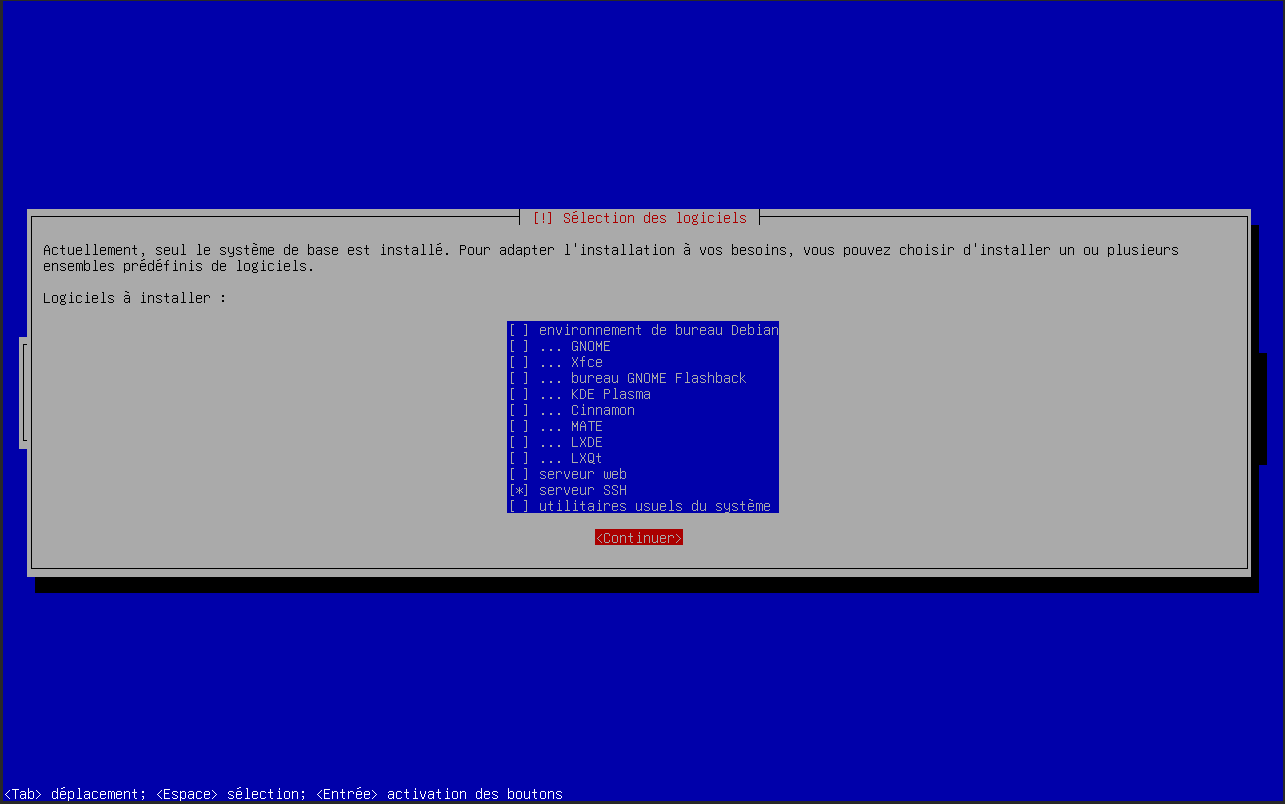 [!] Sélection des logiciels
Actuellement, seul le système de base est installé. Pour adapter l'installation à vos besoins, vous pouvez choisir d'installer un ou plusieurs
ensembles prédéfinis de logiciels.
Logiciels à installer :
[ ] environnement de bureau Debian
[ ] ... GNOME
[ ] ... Xfce
[ ] ... bureau GNOME Flashback
[ ] ... KDE Plasma
[ ] ... Cinnamon
[ ] ... MATE
[ ] ... LXDE
[ ] ... LXQt
[ ] serveur web
[*] serveur SSH
[ ] utilitaires usuels du système
<Continuer>
<Tab> déplacement; <Espace> sélection; <Entrée> activation des boutons